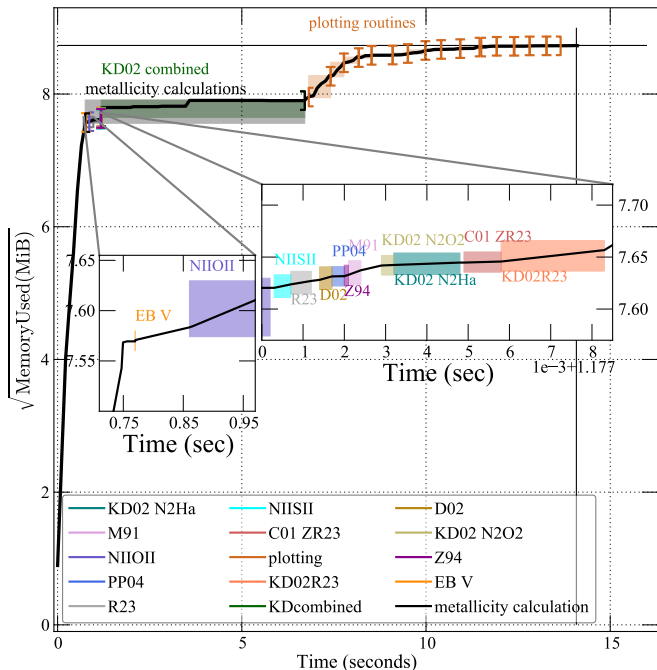 plotting routines
KD02 combined
metallicity calculations
√MemoryUsed(MiB)
8
6
4
2
0
0
5
10
15
Time (seconds)
7.65
7.60
7.55
NIIOII
EB V
0.75
0.85
0.95
Time (sec)
7.70
7.65
7.60
NIISII
R23
D02
PP04
Z94
M91
KD02 N2O2
KD02 N2Ha
C01 ZR23
KD02R23
0 1 2 3 4 5 6 7 8
1e−3+1.177
Time (sec)
KD02 N2Ha NIISII D02
M91 C01 ZR23 KD02 N2O2
NIIOII plotting Z94
PP04 KD02R23 EB V
R23 KDcombined metallicity calculation